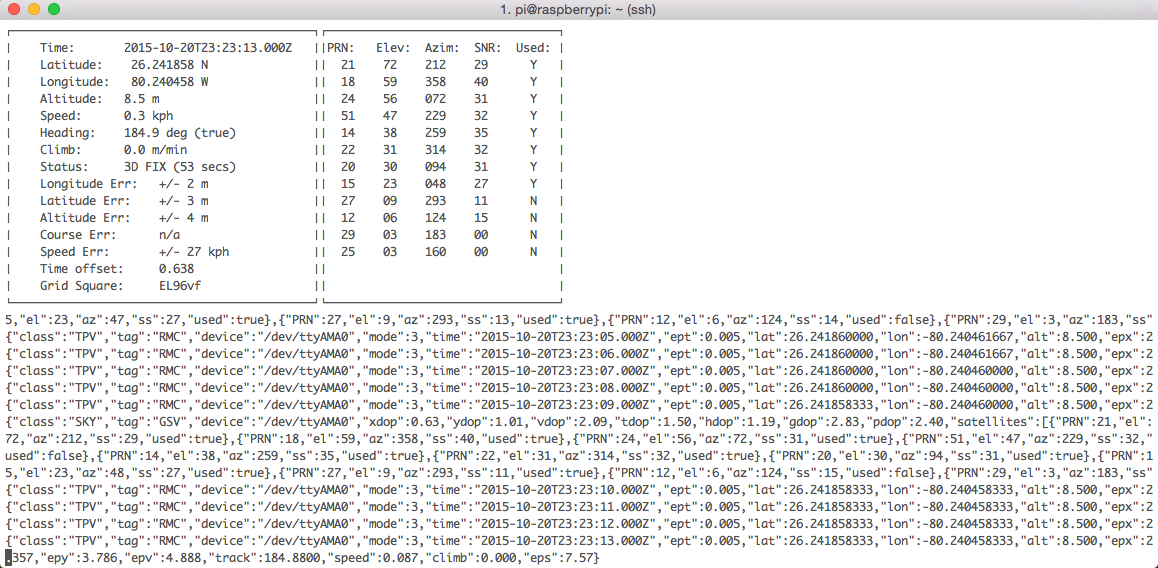 1. pi@raspberrypi: ~ (ssh)
Time: 2015-10-20T23:23:13.000Z ||PRN: Elev: Azim: SNR: Used: |
| Latitude: 26.241858 N || 21 72 212 29 Y |
| Longitude: 80.240458 W || 18 59 358 40 Y |
| Altitude: 8.5 m || 24 56 072 31 Y |
| Speed: 0.3 kph || 51 47 229 32 Y |
| Heading: 184.9 deg (true) || 14 38 259 35 Y |
| Climb: 0.0 m/min || 22 31 314 32 Y |
| Status: 3D FIX (53 secs) || 20 30 094 31 Y |
| Longitude Err: +/- 2 m || 15 23 048 27 Y |
| Latitude Err: +/- 3 m || 27 09 293 11 N |
| Altitude Err: +/- 4 m || 12 06 124 15 N |
| Course Err: n/a || 29 03 183 00 N |
| Speed Err: +/- 27 kph || 25 03 160 00 N |
| Time offset: 0.638 || |
| Grid Square: EL96vf || |
5,"el":23,"az":47,"ss":27,"used":true},{"PRN":27,"el":9,"az":293,"ss":13,"used":true},{"PRN":12,"el":6,"az":124,"ss":14,"used":false},{"PRN":29,"el":3,"az":183,"ss"
{"class":"TPV","tag":"RMC","device":"/dev/ttyAMA0","mode":3,"time":"2015-10-20T23:23:05.000Z","ept":0.005,"lat":26.241860000,"lon":-80.240461667,"alt":8.500,"epx":2
{"class":"TPV","tag":"RMC","device":"/dev/ttyAMA0","mode":3,"time":"2015-10-20T23:23:06.000Z","ept":0.005,"lat":26.241860000,"lon":-80.240461667,"alt":8.500,"epx":2
{"class":"TPV","tag":"RMC","device":"/dev/ttyAMA0","mode":3,"time":"2015-10-20T23:23:07.000Z","ept":0.005,"lat":26.241860000,"lon":-80.240460000,"alt":8.500,"epx":2
{"class":"TPV","tag":"RMC","device":"/dev/ttyAMA0","mode":3,"time":"2015-10-20T23:23:08.000Z","ept":0.005,"lat":26.241860000,"lon":-80.240460000,"alt":8.500,"epx":2
{"class":"TPV","tag":"RMC","device":"/dev/ttyAMA0","mode":3,"time":"2015-10-20T23:23:09.000Z","ept":0.005,"lat":26.241858333,"lon":-80.240460000,"alt":8.500,"epx":2
{"class":"SKY","tag":"GSV","device":"/dev/ttyAMA0","xdop":0.63,"ydop":1.01,"vdop":2.09,"tdop":1.50,"hdop":1.19,"gdop":2.83,"pdop":2.40,"satellites":[{"PRN":21,"el":
72,"az":212,"ss":29,"used":true},{"PRN":18,"el":59,"az":358,"ss":40,"used":true},{"PRN":24,"el":56,"az":72,"ss":31,"used":true},{"PRN":51,"el":47,"az":229,"ss":32,"
used":false},{"PRN":14,"el":38,"az":259,"ss":35,"used":true},{"PRN":22,"el":31,"az":314,"ss":32,"used":true},{"PRN":20,"el":30,"az":94,"ss":31,"used":true},{"PRN":1
5,"el":23,"az":48,"ss":27,"used":true},{"PRN":27,"el":9,"az":293,"ss":11,"used":true},{"PRN":12,"el":6,"az":124,"ss":15,"used":false},{"PRN":29,"el":3,"az":183,"ss"
{"class":"TPV","tag":"RMC","device":"/dev/ttyAMA0","mode":3,"time":"2015-10-20T23:23:10.000Z","ept":0.005,"lat":26.241858333,"lon":-80.240458333,"alt":8.500,"epx":2
{"class":"TPV","tag":"RMC","device":"/dev/ttyAMA0","mode":3,"time":"2015-10-20T23:23:11.000Z","ept":0.005,"lat":26.241858333,"lon":-80.240458333,"alt":8.500,"epx":2
{"class":"TPV","tag":"RMC","device":"/dev/ttyAMA0","mode":3,"time":"2015-10-20T23:23:12.000Z","ept":0.005,"lat":26.241858333,"lon":-80.240458333,"alt":8.500,"epx":2
{"class":"TPV","tag":"RMC","device":"/dev/ttyAMA0","mode":3,"time":"2015-10-20T23:23:13.000Z","ept":0.005,"lat":26.241858333,"lon":-80.240458333,"alt":8.500,"epx":2
.357,"epy":3.786,"epv":4.888,"track":184.8800,"speed":0.087,"climb":0.000,"eps":7.57}